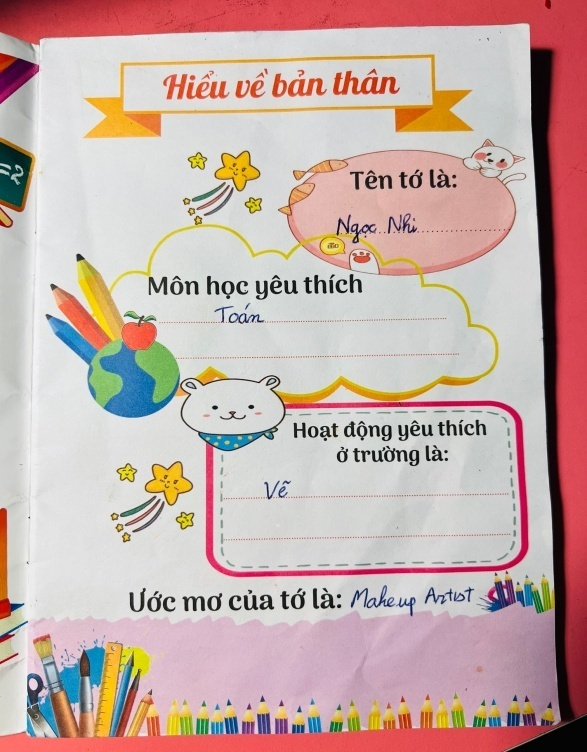 =2
Hiểu về bản thân
Tên tớ là:
Ngọc Nhi
Môn học yêu thích
Toán
Hoạt động yêu thích
ở trường là:
Vẽ
Ước mơ của tớ là: Makeup Artist